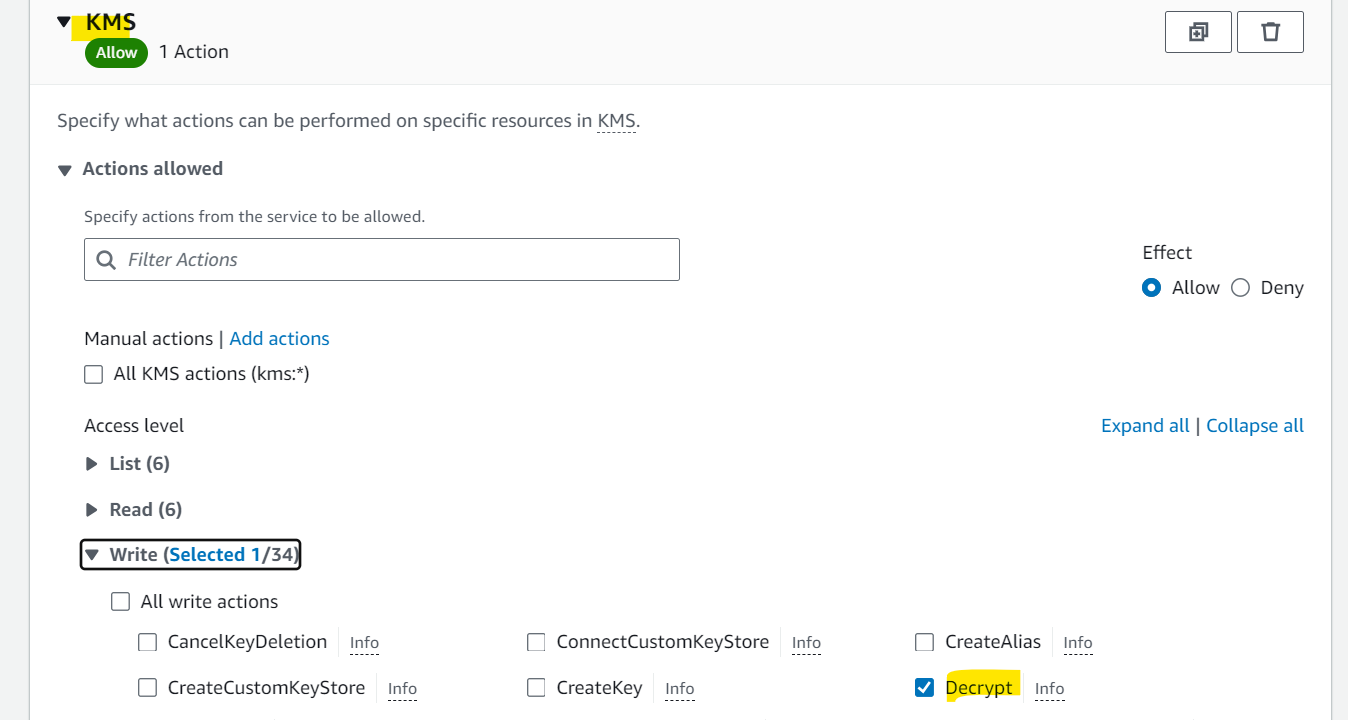 KMS
Allow 1 Action
Specify what actions can be performed on specific resources in KMS.
Actions allowed
Specify actions from the service to be allowed.
Filter Actions
Effect
Allow Deny
Manual actions | Add actions
All KMS actions (kms:*)
Access level Expand all | Collapse all
List (6)
Read (6)
Write (Selected 1/34)
All write actions
CancelKeyDeletion Info ConnectCustomKeyStore Info CreateAlias Info
CreateCustomKeyStore Info CreateKey Info Decrypt Info